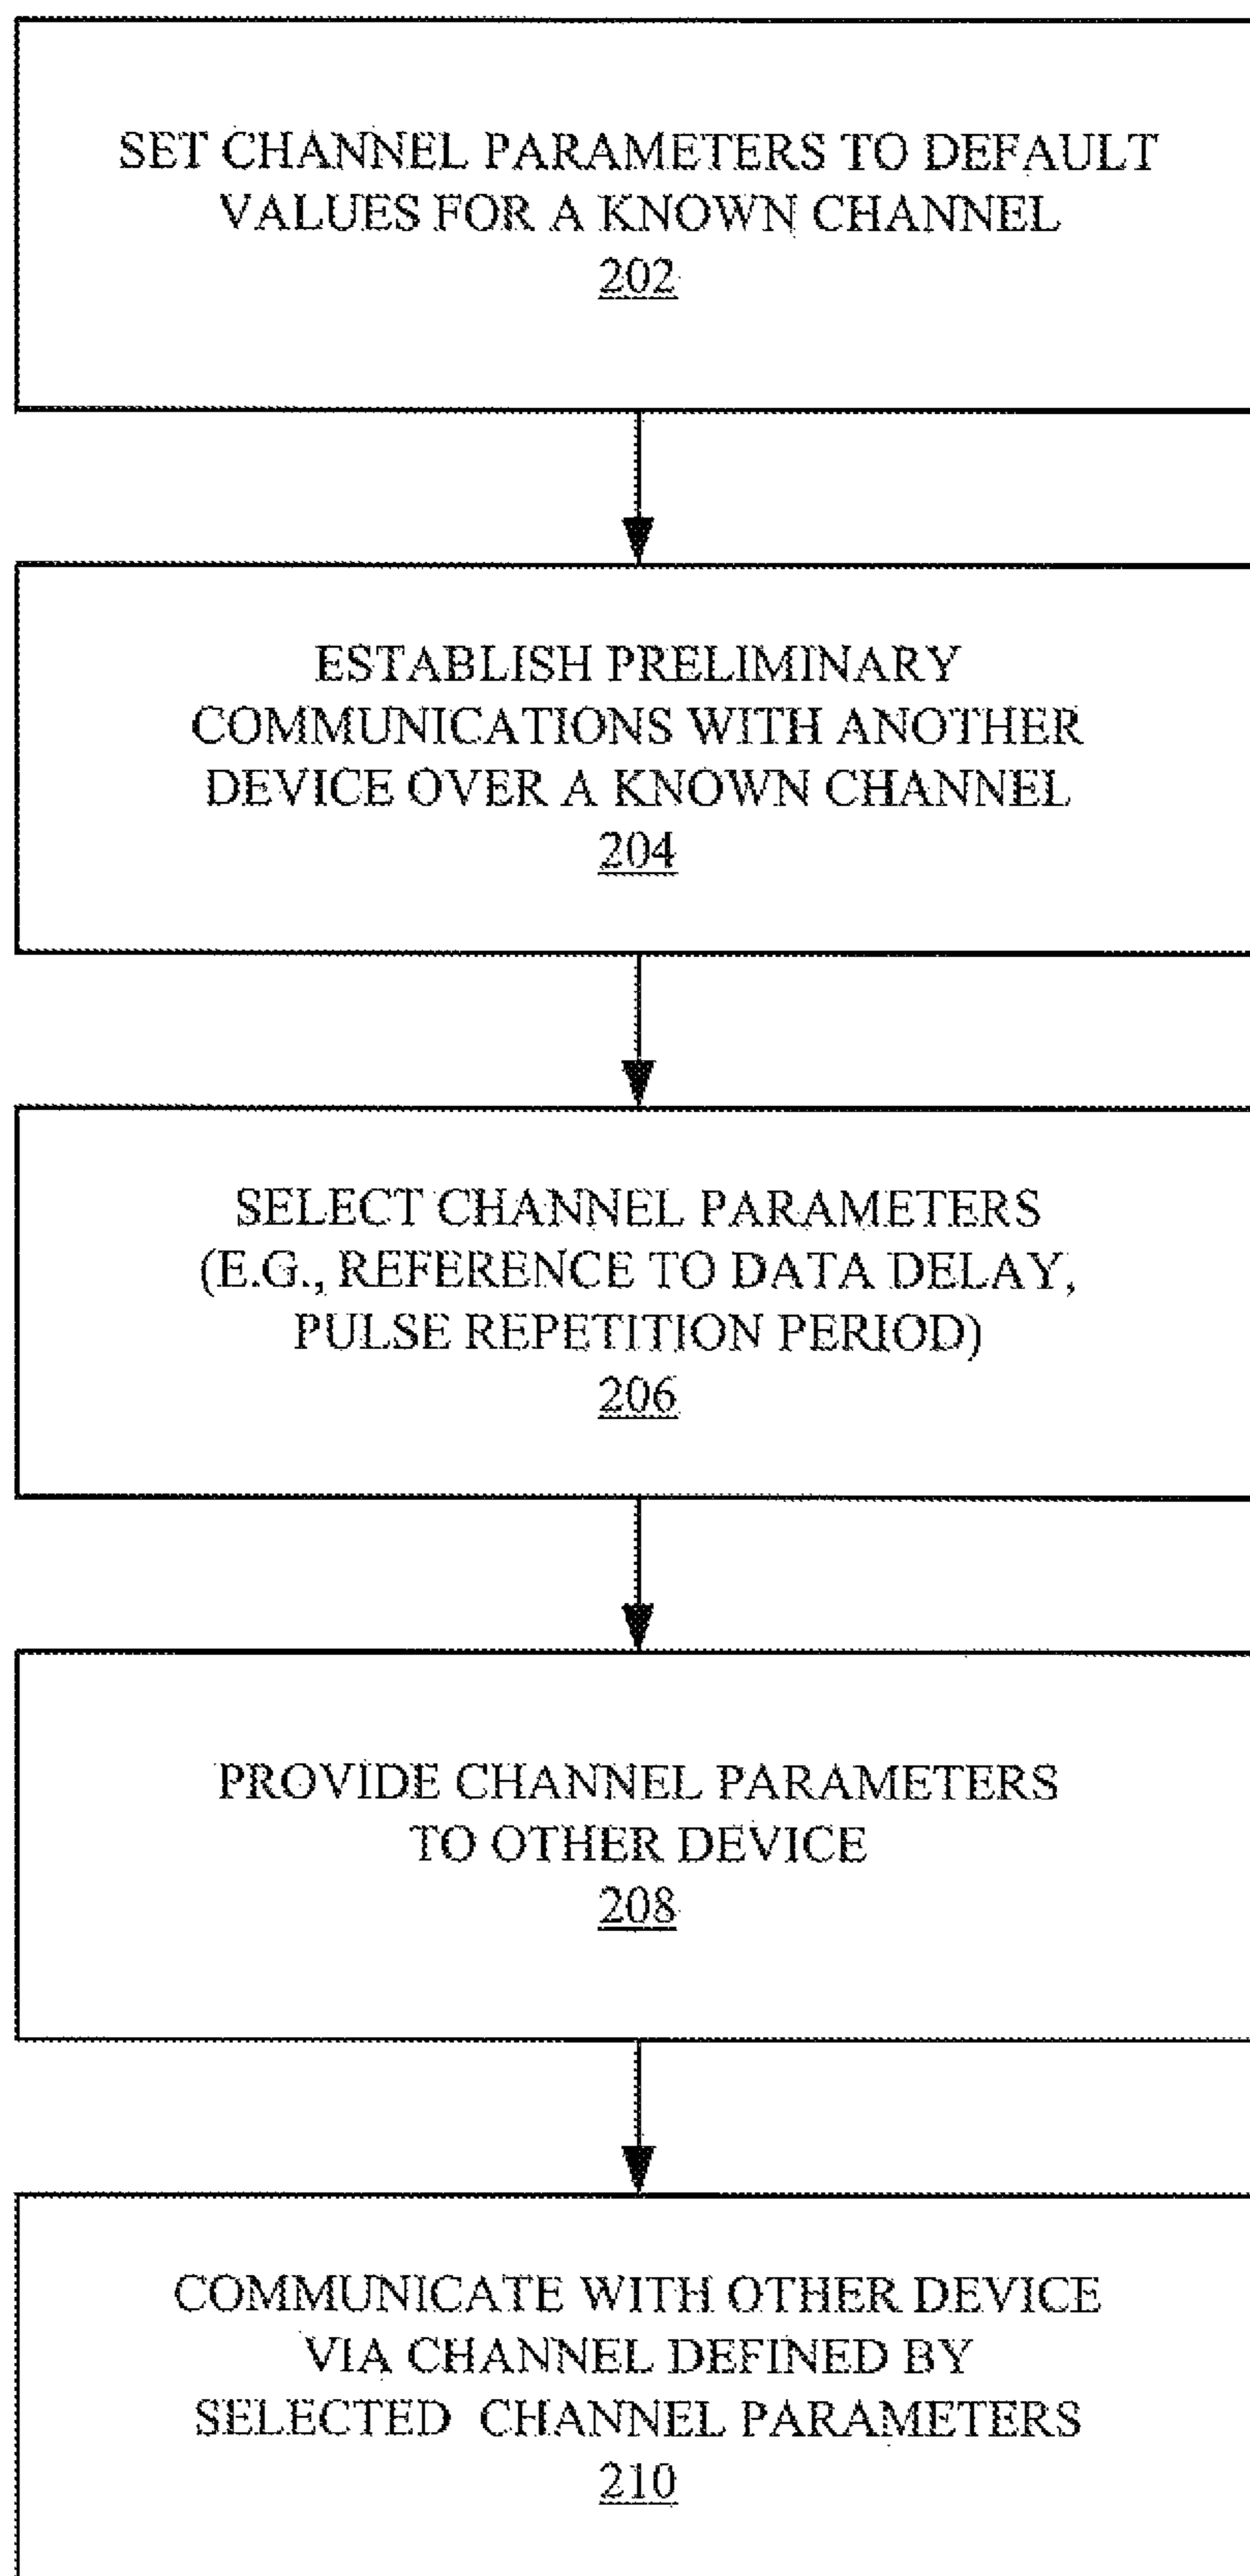 SET CHANNEL PARAMETERS TO DEFAULT
VALUES FOR A KNOWN CHANNEL
202
ESTABLISH PRELIMINARY
COMMUNICATIONS WITH ANOTHER
DEVICE OVER A KNOWN CHANNEL
204
SELECT CHANNEL PARAMETERS
(E.G., REFERENCE TO DATA DELAY,
PULSE REPETITION PERIOD)
206
PROVIDE CHANNEL PARAMETERS
TO OTHER DEVICE
208
COMMUNICATE WITH OTHER DEVICE
VIA CHANNEL DEFINED BY
SELECTED CHANNEL PARAMETERS
210